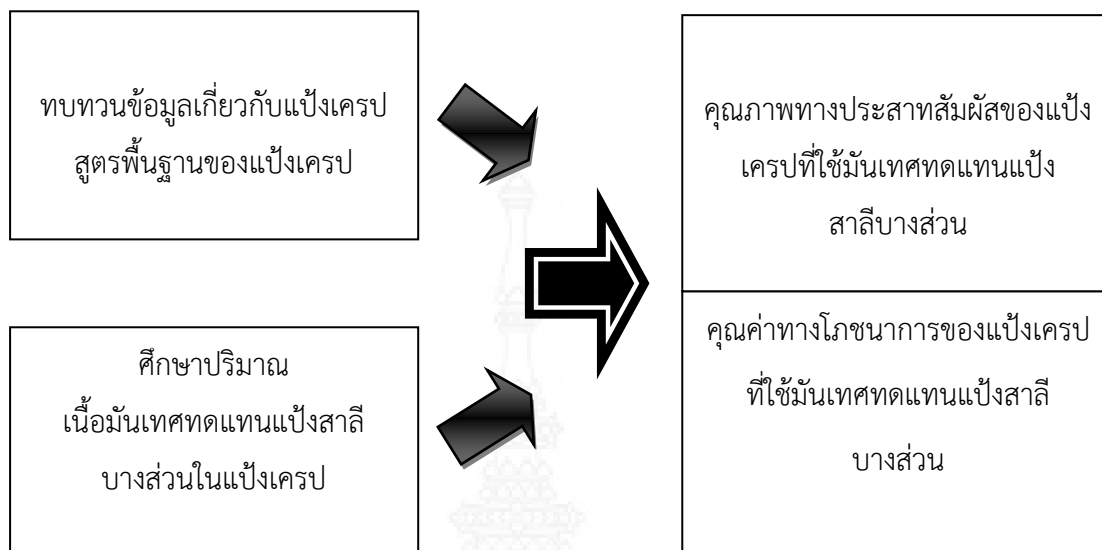 ทบทวนข้อมูลเกี่ยวกับแป้งเครป
สูตรพื้นฐานของแป้งเครป
ศึกษาปริมาณ
เนื้อมันเทศทดแทนแป้งสาลี
บางส่วนในแป้งเครป
คุณภาพทางประสาทสัมผัสของแป้ง
เครปที่ใช้มันเทศทดแทนแป้ง
สาลีบางส่วน
คุณค่าทางโภชนาการของแป้งเครป
ที่ใช้มันเทศทดแทนแป้งสาลี
บางส่วน